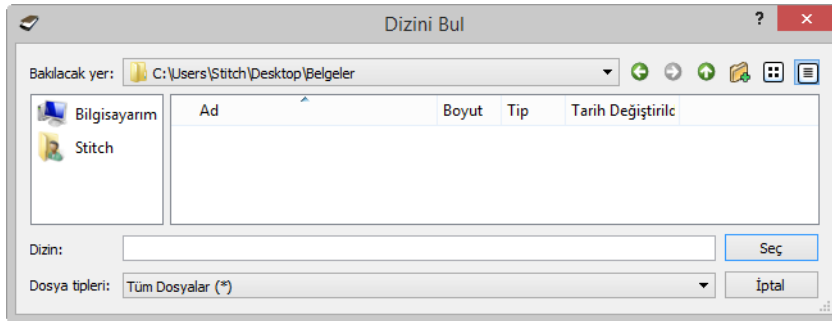 Dizini Bul
?
Bakılacak yer: C:\Users\Stitch\Desktop\Belgeler
Bilgisayarım
Stitch
Ad Boyut Tip Tarih Değiştirilc
Dizin: Seç
Dosya tipleri: Tüm Dosyalar (*) İptal